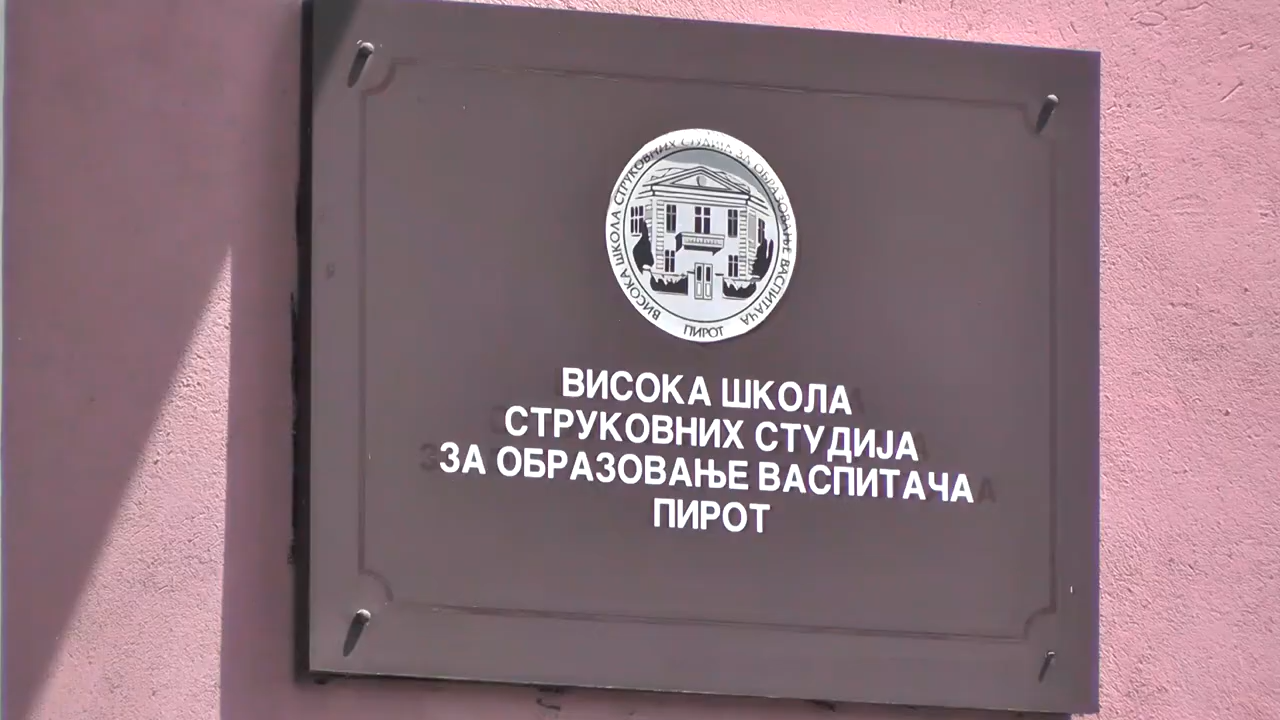 ВИСОКА ШКОЛА СТРУКОВНИХ СТУДИЈА ЗА ОБРАЗОВАЊЕ ВАСПИТАЧА
ПИРОТ
ВИСОКА ШКОЛА
СТРУКОВНИХ СТУДИЈА
ЗА ОБРАЗОВАЊЕ ВАСПИТАЧА
ПИРОТ